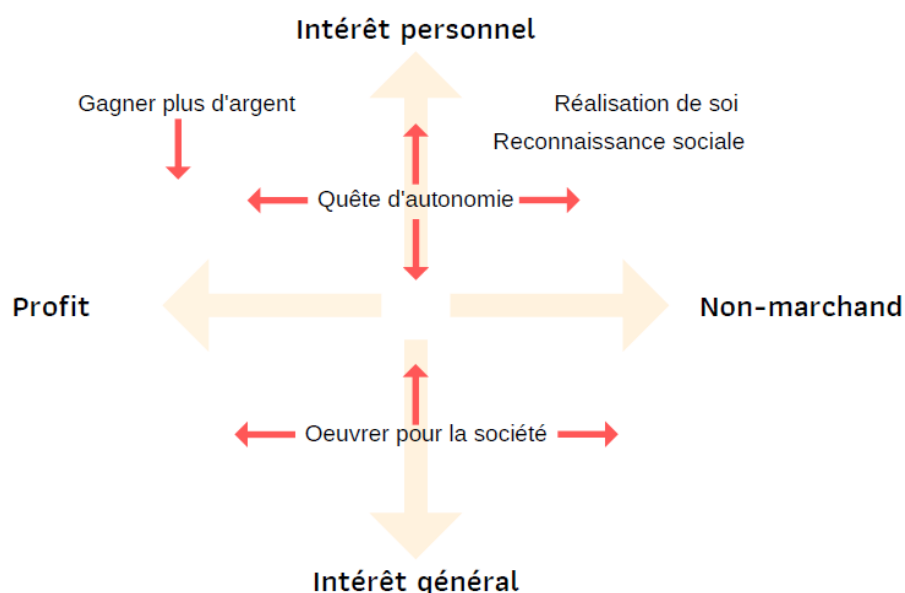 Intérêt personnel
Gagner plus d'argent
Réalisation de soi
Reconnaissance sociale
Quête d'autonomie
Profit
Non-marchand
Oeuvrer pour la société
Intérêt général